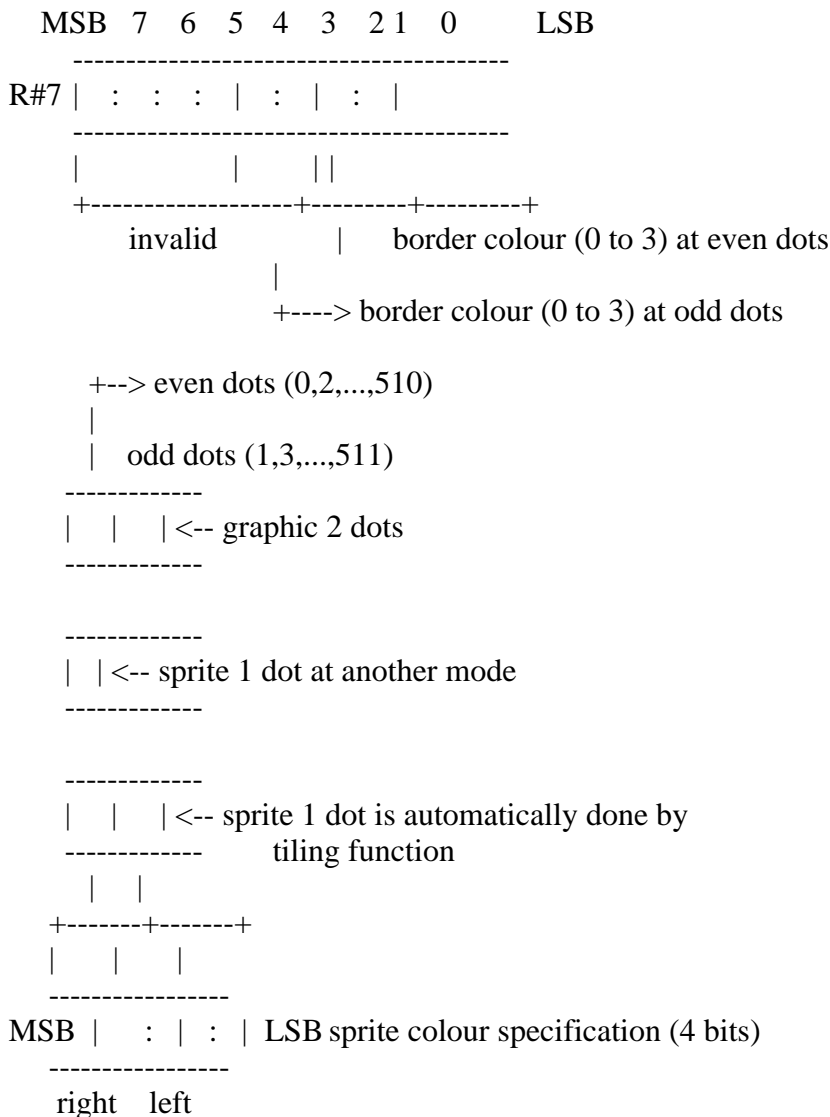 MSB 7 6 5 4 3 2 1 0 LSB
-----------------------------------------
R#7 | : : : | : | : |
-----------------------------------------
| | | |
+-------------------+---------+---------+
invalid | border colour (0 to 3) at even dots
|
+----> border colour (0 to 3) at odd dots
+--> even dots (0,2,...,510)
|
| odd dots (1,3,...,511)
-------------
| | | <-- graphic 2 dots
-------------
-------------
| | <-- sprite 1 dot at another mode
-------------
-------------
| | | <-- sprite 1 dot is automatically done by
------------- tiling function
| |
+-------+-------+
| | |
-----------------
MSB | : | : | LSB sprite colour specification (4 bits)
-----------------
right left